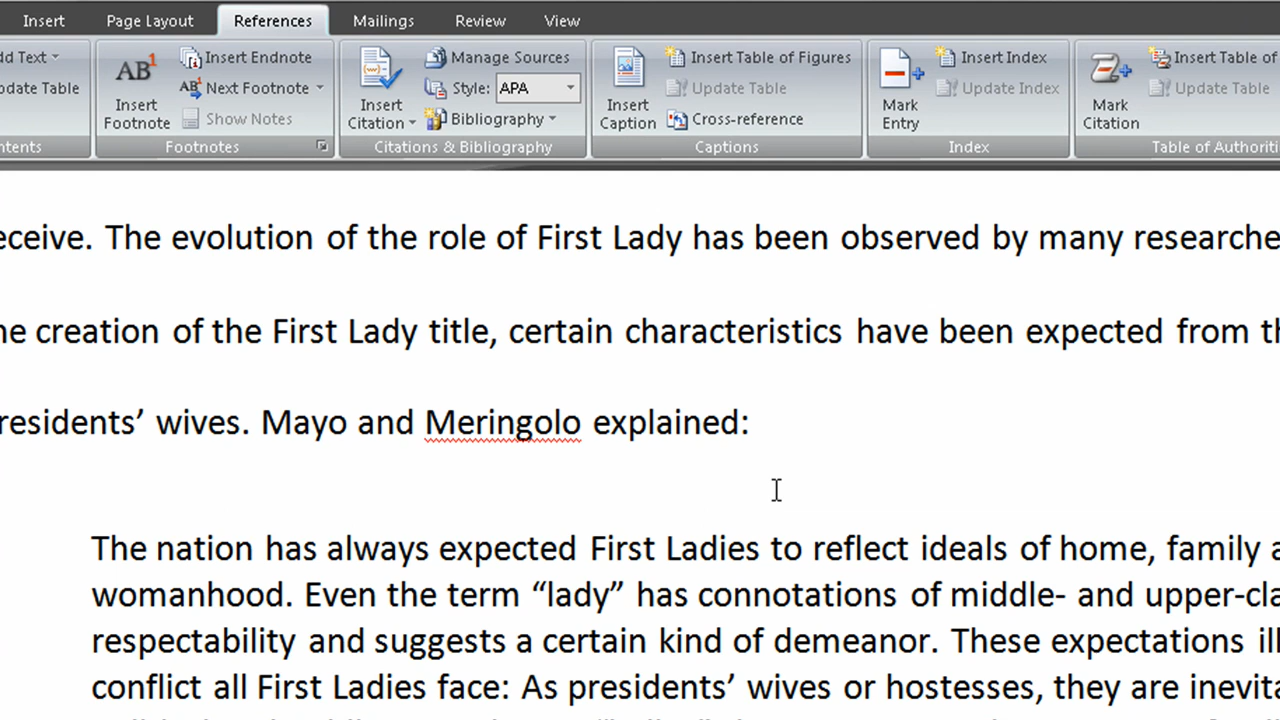 Insert Page Layout References Mailings Review View
dd Text Insert Endnote Manage Sources Insert Table of Figures Insert Index Insert Table of
pdate Table Insert Footnote Next Footnote Insert Citation Style: APA Insert Caption Update Table Mark Entry Update Index Mark Citation Update Table
Show Notes Bibliography Cross-reference
ntents Footnotes Citations & Bibliography Captions Index Table of Authoriti
eceive. The evolution of the role of First Lady has been observed by many researche
ne creation of the First Lady title, certain characteristics have been expected from th
residents’ wives. Mayo and Meringolo explained:
The nation has always expected First Ladies to reflect ideals of home, family a
womanhood. Even the term “lady” has connotations of middle- and upper-cla
respectability and suggests a certain kind of demeanor. These expectations ill
conflict all First Ladies face: As presidents’ wives or hostesses, they are inevita